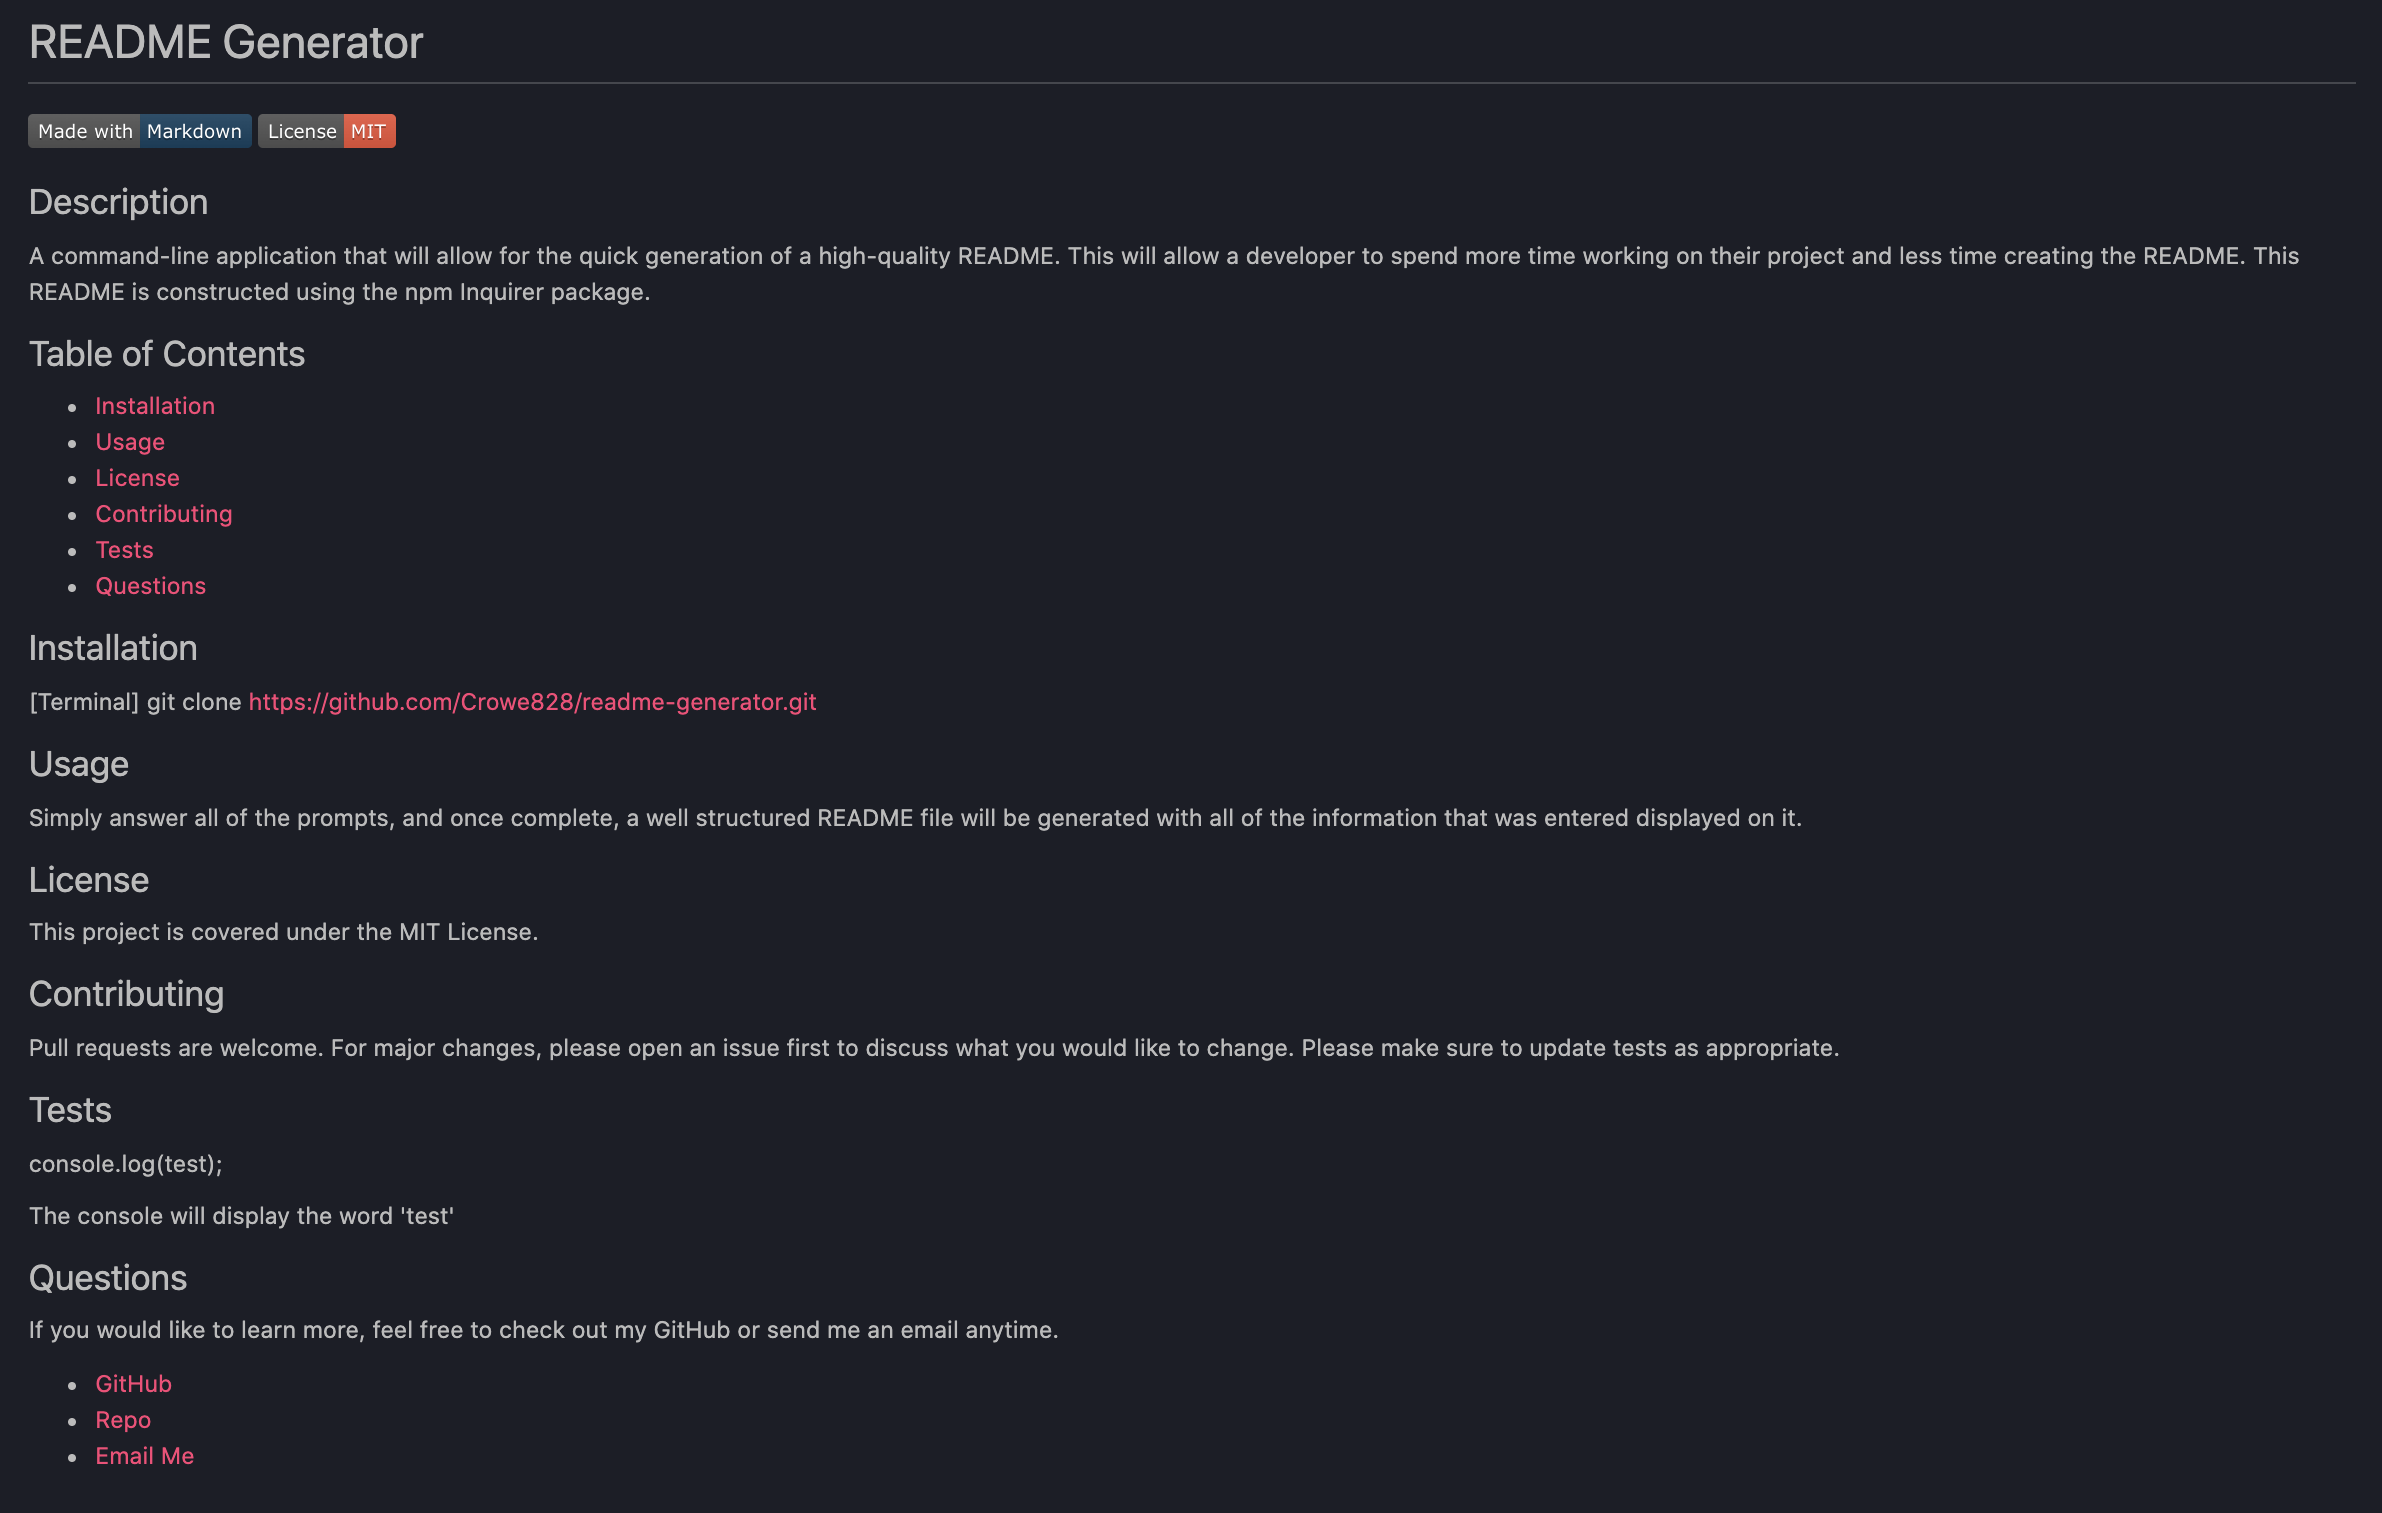 README Generator
Made with Markdown License MIT
Description
A command-line application that will allow for the quick generation of a high-quality README. This will allow a developer to spend more time working on their project and less time creating the README. This
README is constructed using the npm Inquirer package.
Table of Contents
Installation
Usage
License
Contributing
Tests
Questions
Installation
[Terminal] git clone https://github.com/Crowe828/readme-generator.git
Usage
Simply answer all of the prompts, and once complete, a well structured README file will be generated with all of the information that was entered displayed on it.
License
This project is covered under the MIT License.
Contributing
Pull requests are welcome. For major changes, please open an issue first to discuss what you would like to change. Please make sure to update tests as appropriate.
Tests
console.log(test);
The console will display the word 'test'
Questions
If you would like to learn more, feel free to check out my GitHub or send me an email anytime.
GitHub
Repo
Email Me